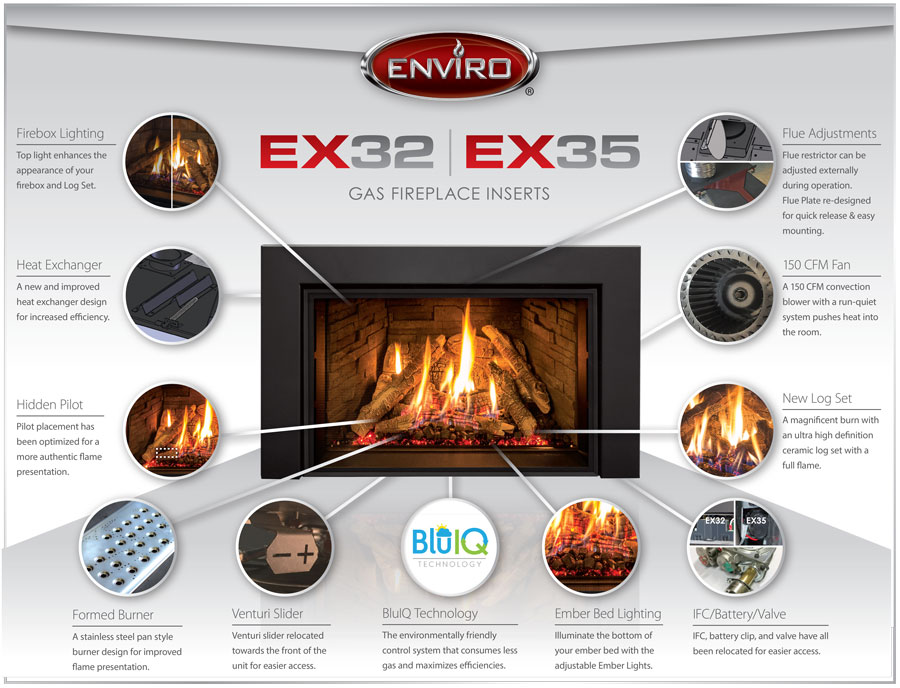 ENVIRO
®
EX32 | EX35
GAS FIREPLACE INSERTS
Firebox Lighting
Top light enhances the
appearance of your
firebox and Log Set.
Heat Exchanger
A new and improved
heat exchanger design
for increased efficiency.
Hidden Pilot
Pilot placement has
been optimized for a
more authentic flame
presentation.
Flue Adjustments
Flue restrictor can be
adjusted externally
during operation.
Flue Plate re-designed
for quick release & easy
mounting.
150 CFM Fan
A 150 CFM convection
blower with a run-quiet
system pushes heat into
the room.
New Log Set
A magnificent burn with
an ultra high definition
ceramic log set with a
full flame.
Formed Burner
A stainless steel pan style
burner design for improved
flame presentation.
- +
Venturi Slider
Venturi slider relocated
towards the front of the
unit for easier access.
BluIQ
TECHNOLOGY
BluIQ Technology
The environmentally friendly
control system that consumes less
gas and maximizes efficiencies.
Ember Bed Lighting
Illuminate the bottom of
your ember bed with the
adjustable Ember Lights.
EX32 EX35
IFC/Battery/Valve
IFC, battery clip, and valve have all
been relocated for easier access.